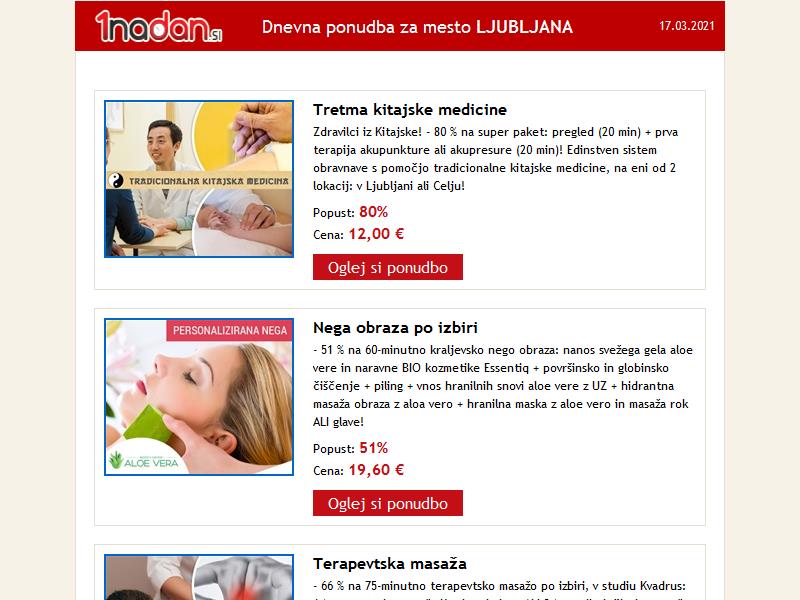 1nadan.si
Dnevna ponudba za mesto LJUBLJANA
17.03.2021
TRADICIONALNA KITAJSKA MEDICINA
Tretma kitajske medicine
Zdravilci iz Kitajske! - 80 % na super paket: pregled (20 min) + prva
terapija akupunkture ali akupresure (20 min)! Edinstven sistem
obravnave s pomočjo tradicionalne kitajske medicine, na eni od 2
lokacij: v Ljubljani ali Celju!
Popust: 80%
Cena: 12,00 €
Oglej si ponudbo
PERSONALIZIRANA NEGA
ALOE VERA
Nega obraza po izbiri
- 51 % na 60-minutno kraljevsko nego obraza: nanos svežega gela aloe
vere in naravne BIO kozmetike Essentiq + površinsko in globinsko
čiščenje + piling + vnos hranilnih snovi aloe vere z UZ + hidrantna
masaža obraza z aloa vero + hranilna maska z aloe vero in masaža rok
ALI glave!
Popust: 51%
Cena: 19,60 €
Oglej si ponudbo
Terapevtska masaža
- 66 % na 75-minutno terapevtsko masažo po izbiri, v studiu Kvadrus: